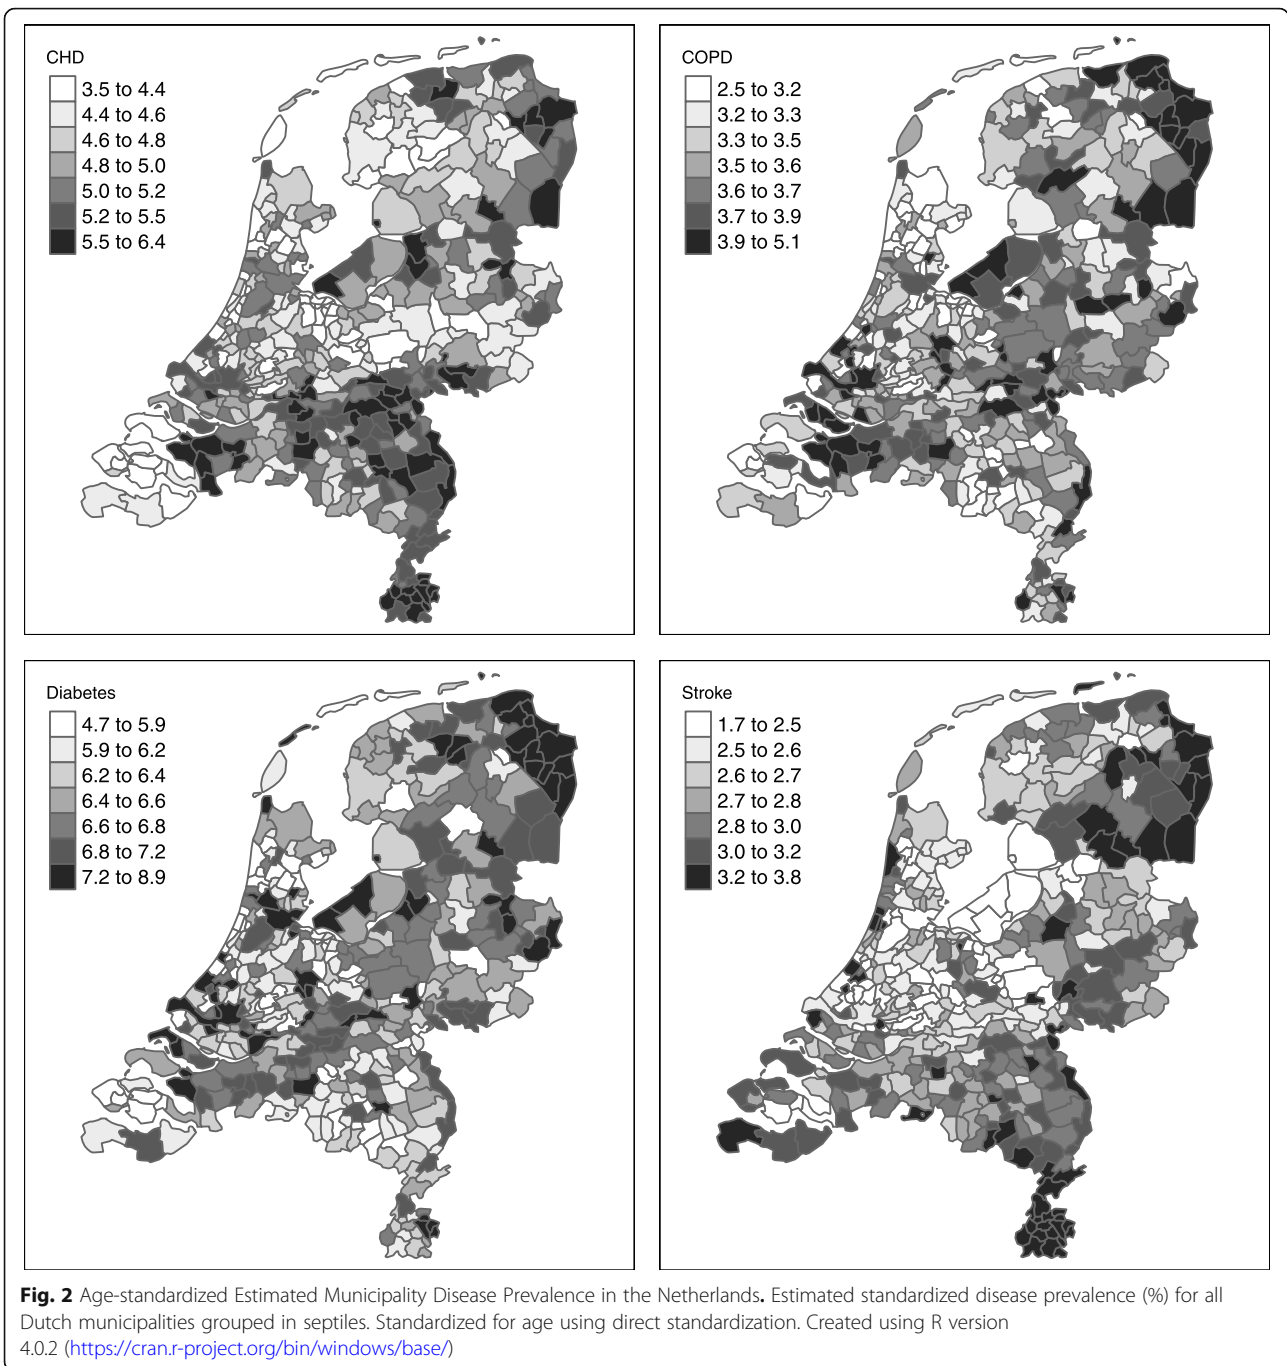 CHD
3.5 to 4.4
4.4 to 4.6
4.6 to 4.8
4.8 to 5.0
5.0 to 5.2
5.2 to 5.5
5.5 to 6.4
COPD
2.5 to 3.2
3.2 to 3.3
3.3 to 3.5
3.5 to 3.6
3.6 to 3.7
3.7 to 3.9
3.9 to 5.1
Diabetes
4.7 to 5.9
5.9 to 6.2
6.2 to 6.4
6.4 to 6.6
6.6 to 6.8
6.8 to 7.2
7.2 to 8.9
Stroke
1.7 to 2.5
2.5 to 2.6
2.6 to 2.7
2.7 to 2.8
2.8 to 3.0
3.0 to 3.2
3.2 to 3.8
Fig. 2 Age-standardized Estimated Municipality Disease Prevalence in the Netherlands. Estimated standardized disease prevalence (%) for all
Dutch municipalities grouped in septiles. Standardized for age using direct standardization. Created using R version
4.0.2 (https://cran.r-project.org/bin/windows/base/)